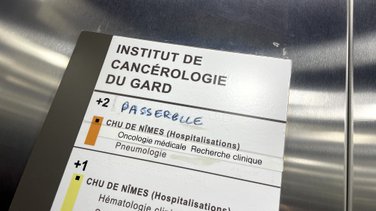 INSTITUT DE
CANCÉROLOGIE
DU GARD
+2 PASSERELLE
CHU DE NÎMES (Hospitalisations)
Oncologie médicale Recherche clinique
Pneumologie
+1
CHU DE NÎMES (Hospitalisations)
Hématologie